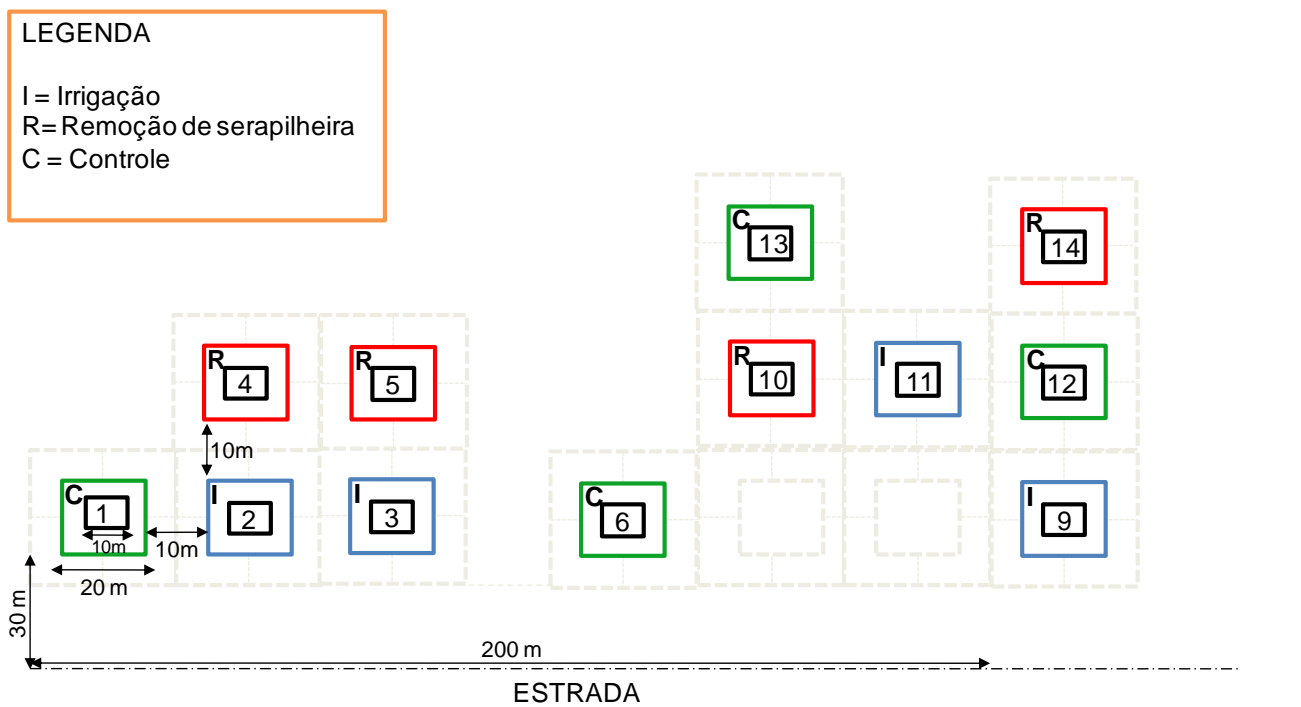 LEGENDA
I = Irrigação
R= Remoção de serapilheira
C = Controle
C
13
R
14
R
4
R
5
R
10
I
11
C
12
10m
C
1
I
2
I
3
C
6
I
9
10m
10m
20 m
30 m
200 m
ESTRADA